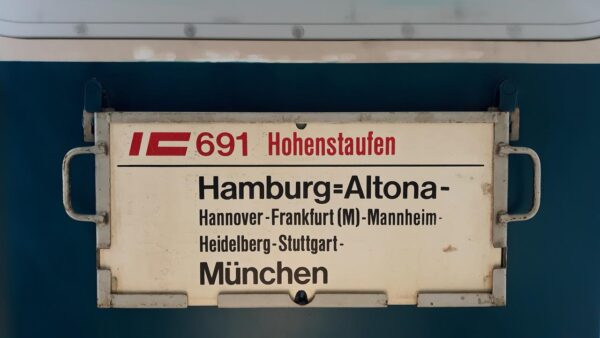 IC 691 Hohenstaufen
Hamburg=Altona-
Hannover-Frankfurt (M)-Mannheim-
Heidelberg-Stuttgart-
München